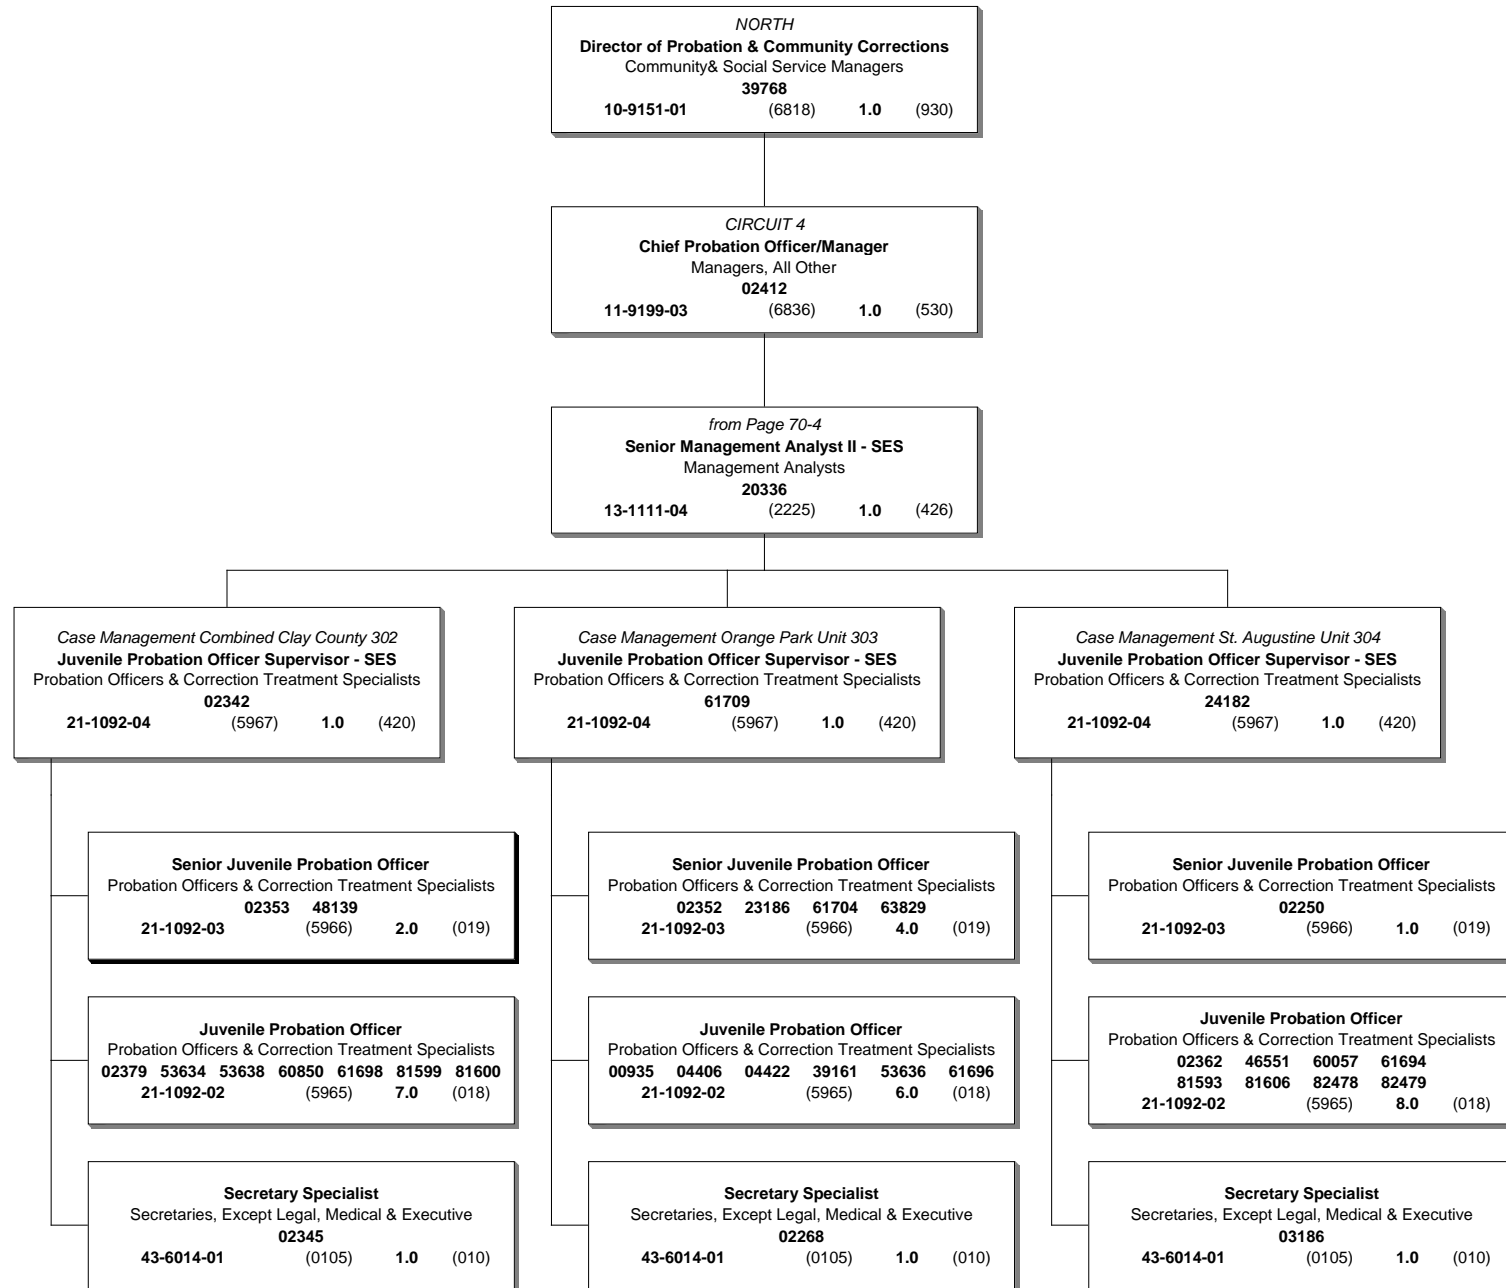 NORTH
Director of Probation & Community Corrections
Community& Social Service Managers
39768
10-9151-01 (6818) 1.0 (930)
CIRCUIT 4
Chief Probation Officer/Manager
Managers, All Other
02412
11-9199-03 (6836) 1.0 (530)
from Page 70-4
Senior Management Analyst II - SES
Management Analysts
20336
13-1111-04 (2225) 1.0 (426)
Case Management Combined Clay County 302
Juvenile Probation Officer Supervisor - SES
Probation Officers & Correction Treatment Specialists
02342
21-1092-04 (5967) 1.0 (420)
Senior Juvenile Probation Officer
Probation Officers & Correction Treatment Specialists
02353 48139
21-1092-03 (5966) 2.0 (019)
Juvenile Probation Officer
Probation Officers & Correction Treatment Specialists
02379 53634 53638 60850 61698 81599 81600
21-1092-02 (5965) 7.0 (018)
Secretary Specialist
Secretaries, Except Legal, Medical & Executive
02345
43-6014-01 (0105) 1.0 (010)
Case Management Orange Park Unit 303
Juvenile Probation Officer Supervisor - SES
Probation Officers & Correction Treatment Specialists
61709
21-1092-04 (5967) 1.0 (420)
Senior Juvenile Probation Officer
Probation Officers & Correction Treatment Specialists
02352 23186 61704 63829
21-1092-03 (5966) 4.0 (019)
Juvenile Probation Officer
Probation Officers & Correction Treatment Specialists
00935 04406 04422 39161 53636 61696
21-1092-02 (5965) 6.0 (018)
Secretary Specialist
Secretaries, Except Legal, Medical & Executive
02268
43-6014-01 (0105) 1.0 (010)
Case Management St. Augustine Unit 304
Juvenile Probation Officer Supervisor - SES
Probation Officers & Correction Treatment Specialists
24182
21-1092-04 (5967) 1.0 (420)
Senior Juvenile Probation Officer
Probation Officers & Correction Treatment Specialists
02250
21-1092-03 (5966) 1.0 (019)
Juvenile Probation Officer
Probation Officers & Correction Treatment Specialists
02362 46551 60057 61694
81593 81606 82478 82479
21-1092-02 (5965) 8.0 (018)
Secretary Specialist
Secretaries, Except Legal, Medical & Executive
03186
43-6014-01 (0105) 1.0 (010)